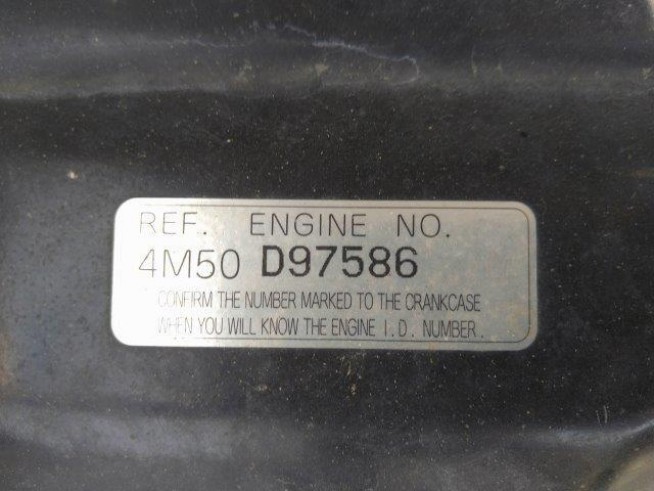 REF. ENGINE NO.
4M50 D97586
CONFIRM THE NUMBER MARKED TO THE CRANKCASE
WHEN YOU WILL KNOW THE ENGINE I.D. NUMBER.